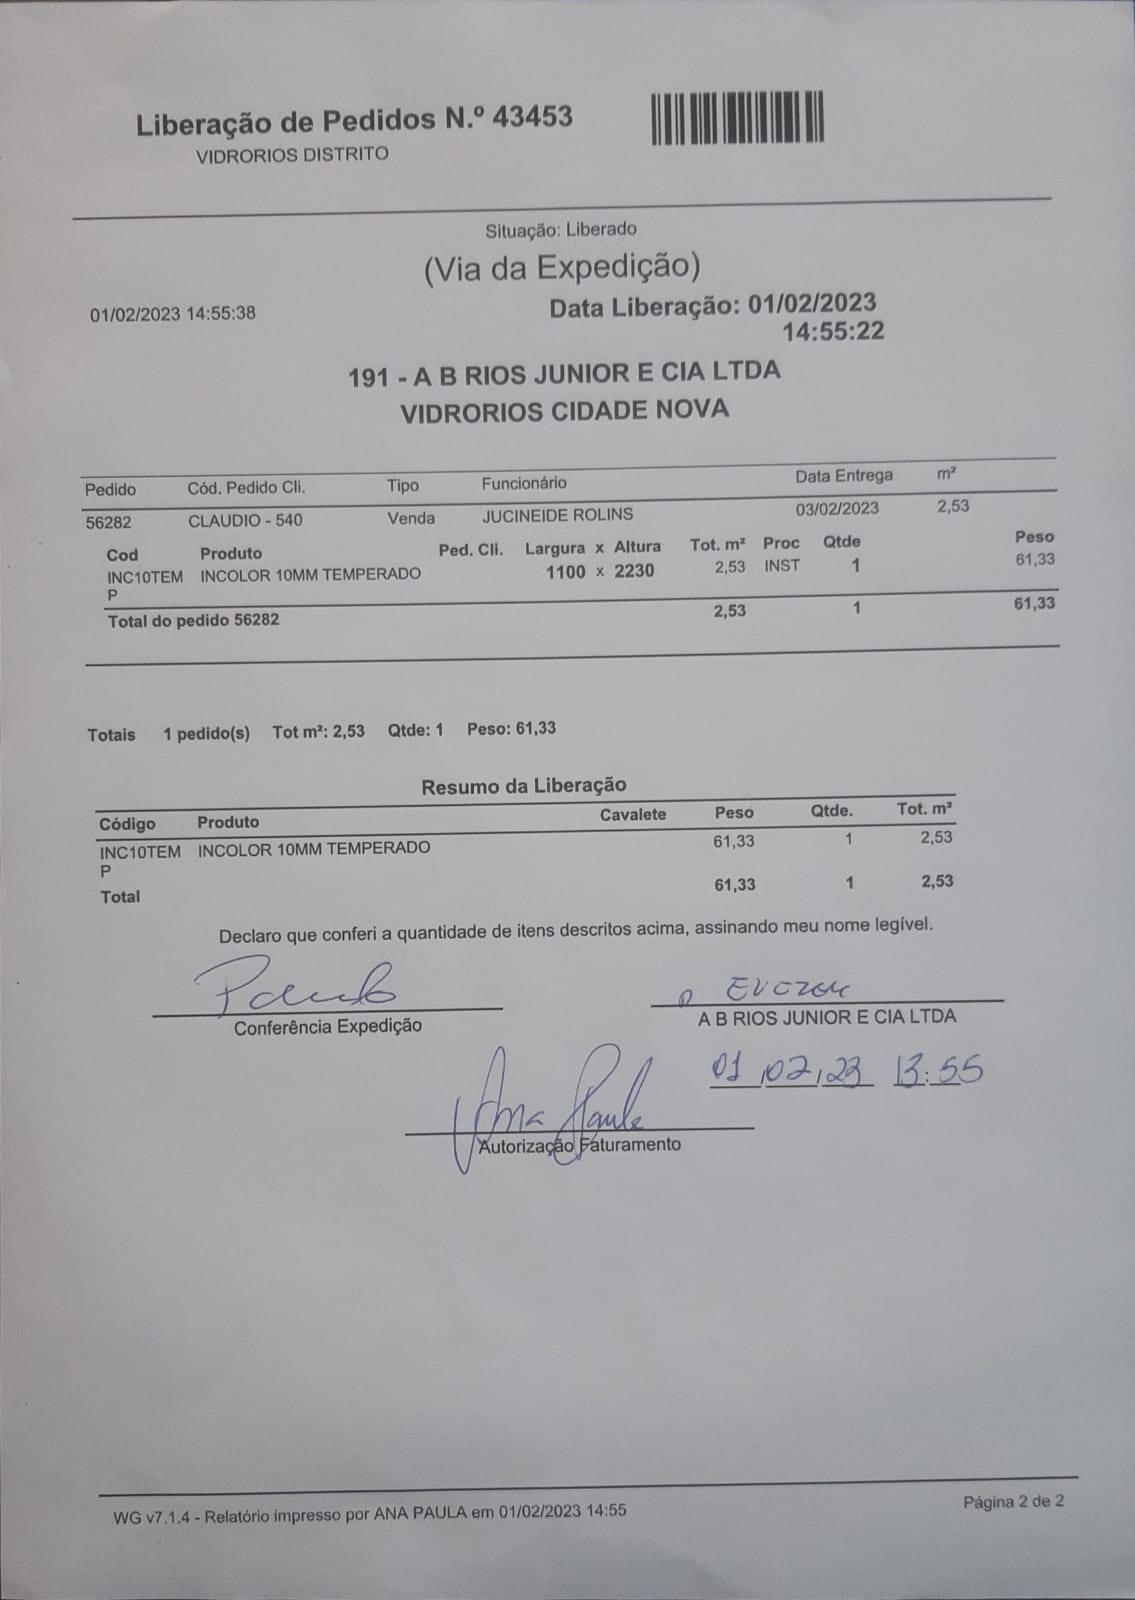 Liberação de Pedidos N.º 43453
VIDRORIOS DISTRITO
Situação: Liberado
(Via da Expedição)
01/02/2023 14:55:38 Data Liberação: 01/02/2023
14:55:22
191 - A B RIOS JUNIOR E CIA LTDA
VIDRORIOS CIDADE NOVA
Pedido Cód. Pedido Cli. Tipo Funcionário Data Entrega m²
56282 CLAUDIO - 540 Venda JUCINEIDE ROLINS 03/02/2023 2,53
Cod Produto Ped. Cli. Largura x Altura Tot. m² Proc Qtde Peso
INC10TEM INCOLOR 10MM TEMPERADO 1100 x 2230 2,53 INST 1 61,33
P
Total do pedido 56282 2,53 1 61,33
Totais 1 pedido(s) Tot m²: 2,53 Qtde: 1 Peso: 61,33
Resumo da Liberação
Código Produto Cavalete Peso Qtde. Tot. m²
INC10TEM INCOLOR 10MM TEMPERADO 61,33 1 2,53
P
Total 61,33 1 2,53
Declaro que conferi a quantidade de itens descritos acima, assinando meu nome legível.
Conferência Expedição A B RIOS JUNIOR E CIA LTDA
01,02,23 13:55
Ana Paula
Autorização Faturamento
WG v7.1.4 - Relatório impresso por ANA PAULA em 01/02/2023 14:55 Página 2 de 2